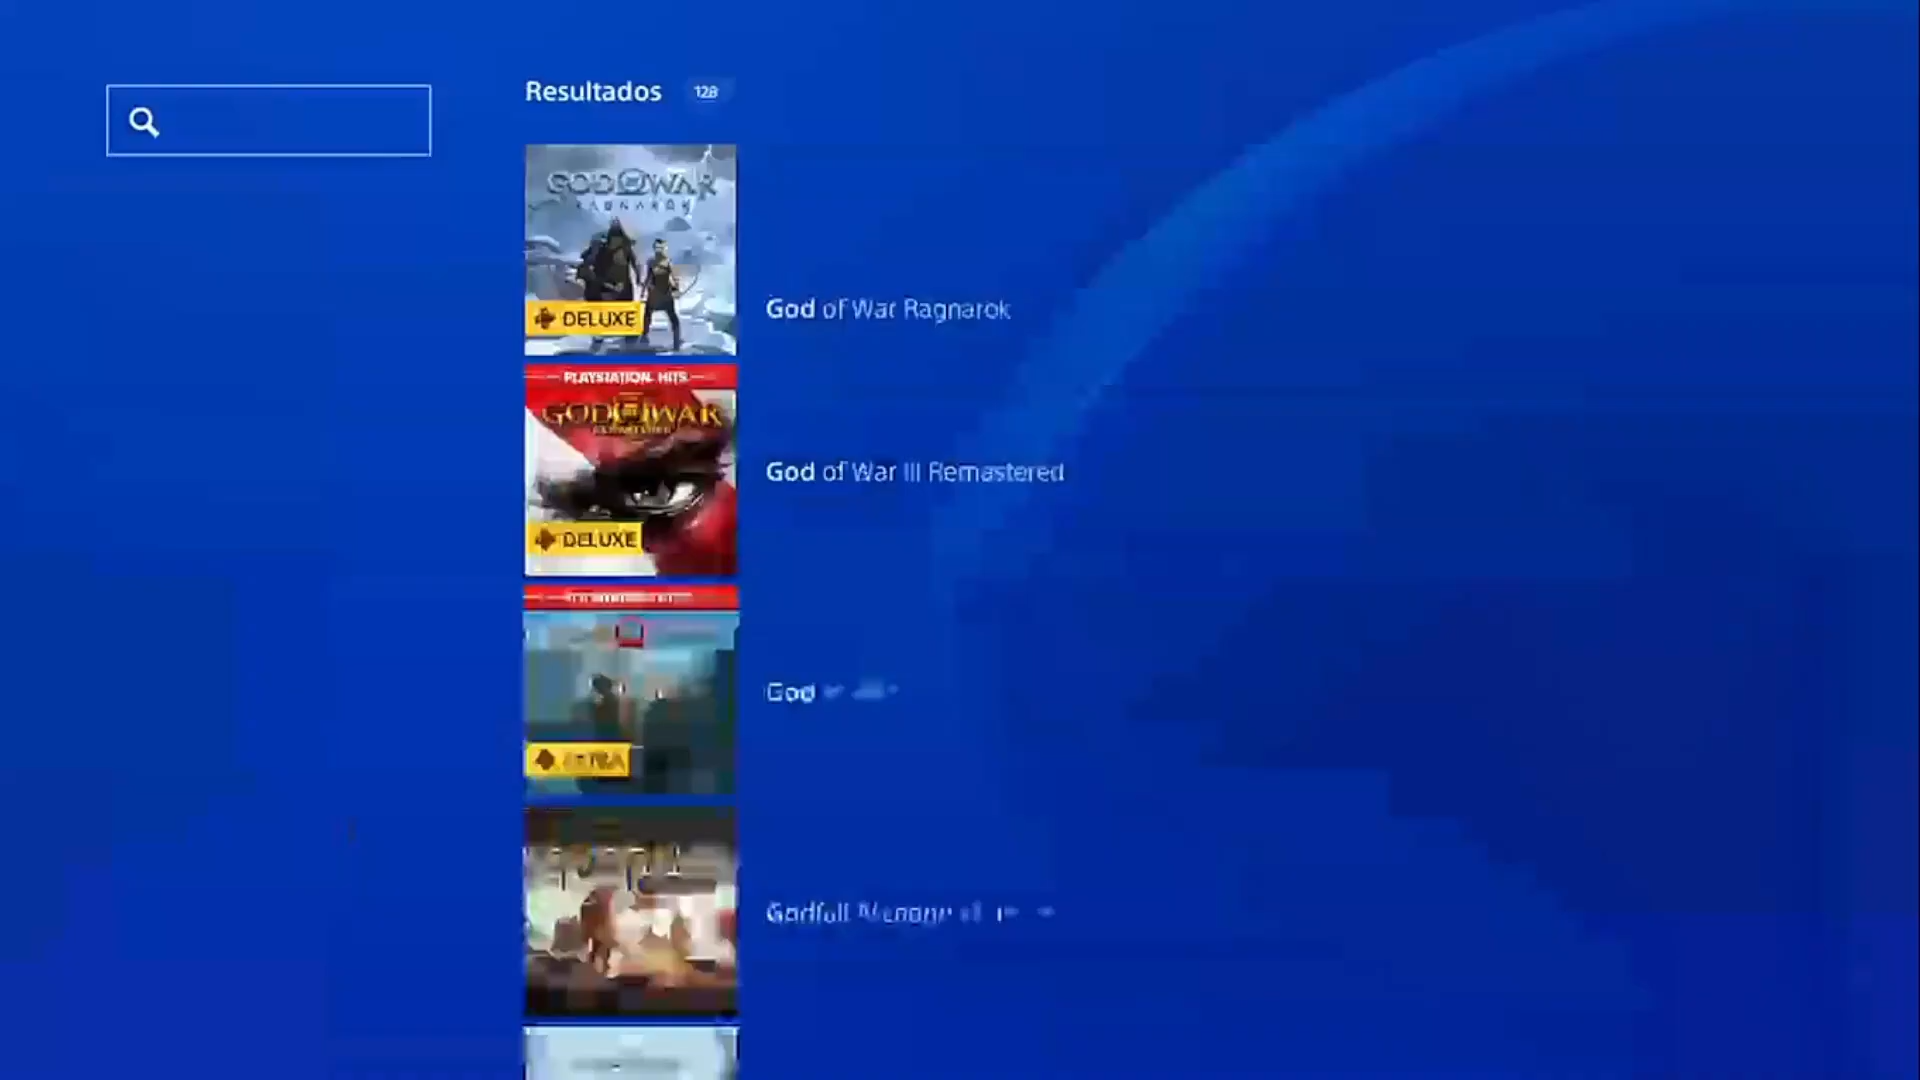 Resultados 128
GOD OF WAR
RAGNARÖK
DELUXE
God of War Ragnarok
PLAYSTATION HITS
GOD OF WAR
DELUXE
God of War III Remastered
God
Godfall